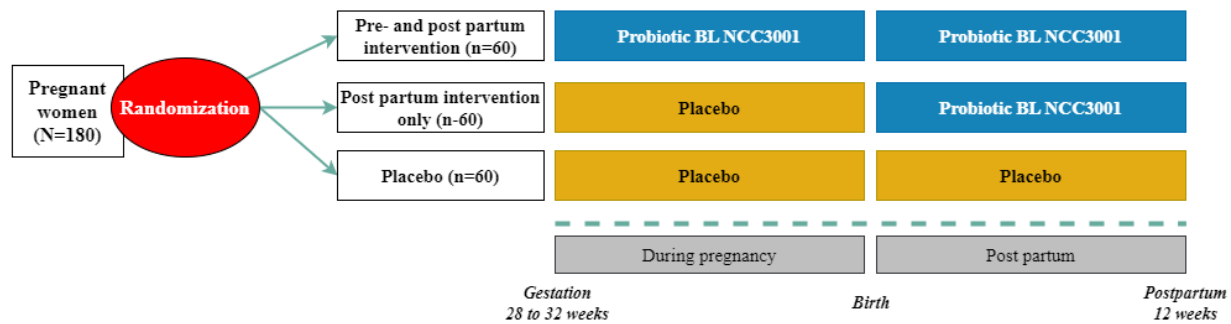 Pregnant
women
(N=180)
Randomization
Pre- and post partum
intervention (n=60)
Probiotic BL NCC3001
Probiotic BL NCC3001
Post partum intervention
only (n-60)
Placebo
Probiotic BL NCC3001
Placebo (n=60)
Placebo
Placebo
During pregnancy
Post partum
Gestation
28 to 32 weeks
Birth
Postpartum
12 weeks